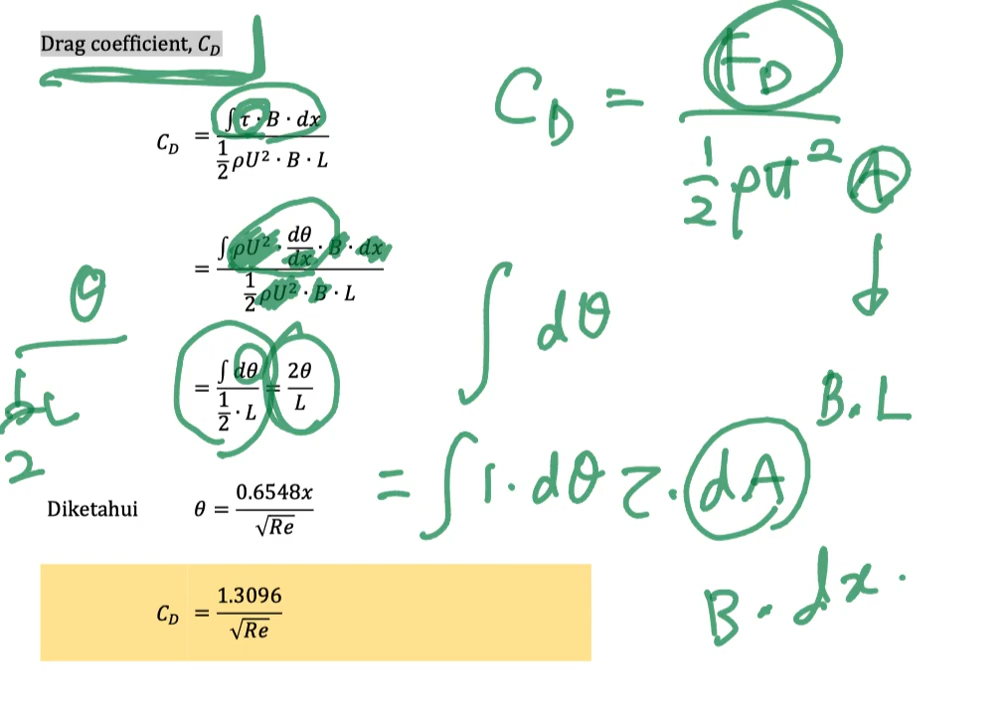 Drag coefficient, C_D
C_D = ∫ τ · B · dx / ½ ρU² · B · L
= ∫ ρU² · dθ/dx · B · dx / ½ ρU² · B · L
= ∫ dθ / ½ · L = 2θ / L
Diketahui θ = 0.6548x / √Re
C_D = 1.3096 / √Re
C_D = F_D / ½ ρU² A
B. L
∫ dθ
= ∫ 1. dθ τ. dA
B. dx.
θ
2